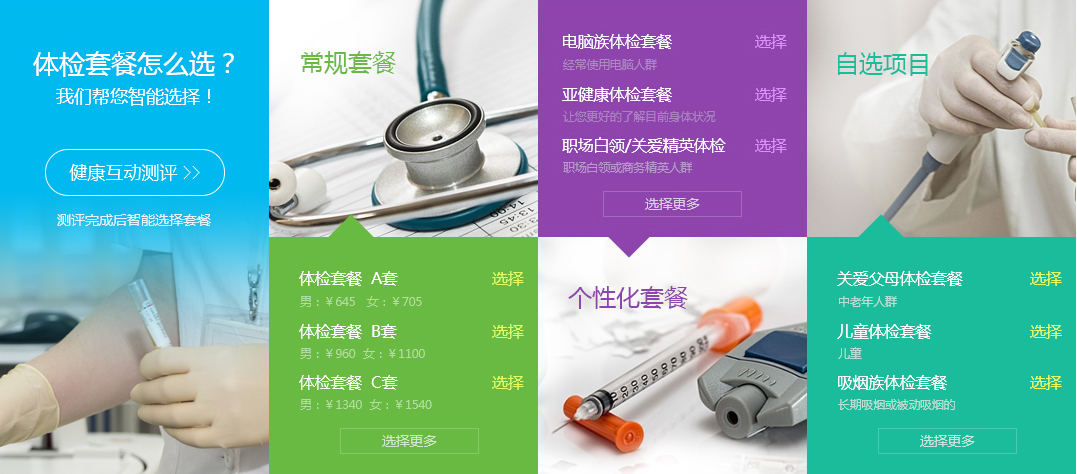 体检套餐怎么选？
我们帮您智能选择！
健康互动测评 >>
测评完成后智能选择套餐
常规套餐
体检套餐 A套 选择
男：¥645 女：¥705
体检套餐 B套 选择
男：¥960 女：¥1100
体检套餐 C套 选择
男：¥1340 女：¥1540
选择更多
电脑族体检套餐 选择
经常使用电脑人群
亚健康体检套餐 选择
让您更好的了解目前身体状况
职场白领/关爱精英体检 选择
职场白领或商务精英人群
选择更多
个性化套餐
自选项目
关爱父母体检套餐 选择
中老年人群
儿童体检套餐 选择
儿童
吸烟族体检套餐 选择
长期吸烟或被动吸烟的
选择更多